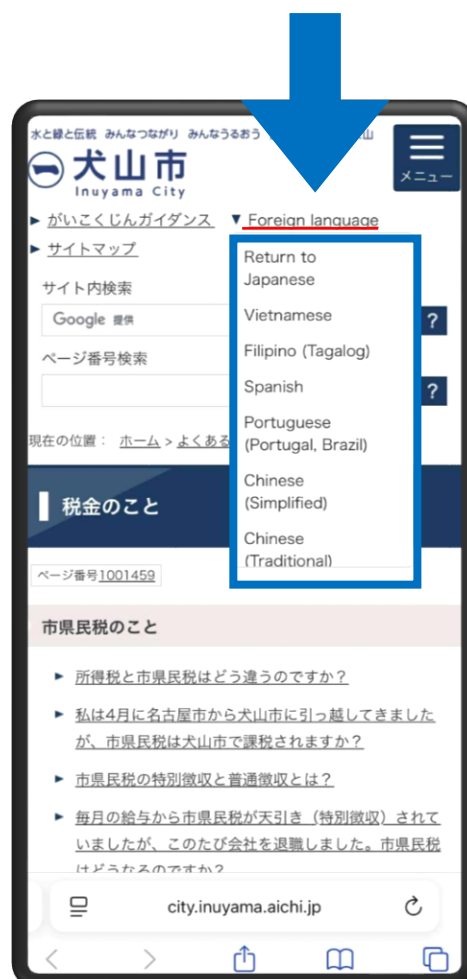 水と緑と伝統 みんなつながり みんなうるおう
山
犬山市
Inuyama City
メニュー
▶ がいこくじんガイダンス ▼ Foreign language
▶ サイトマップ
Return to
Japanese
Vietnamese
Filipino (Tagalog)
Spanish
Portuguese
(Portugal, Brazil)
Chinese
(Simplified)
Chinese
(Traditional)
サイト内検索
Google 提供
?
ページ番号検索
?
現在の位置： ホーム > よくある
税金のこと
ページ番号1001459
市県民税のこと
▶ 所得税と市県民税はどう違うのですか？
▶ 私は4月に名古屋市から犬山市に引っ越してきました
が、市県民税は犬山市で課税されますか？
▶ 市県民税の特別徴収と普通徴収とは？
▶ 毎月の給与から市県民税が天引き（特別徴収）されて
いましたが、このたび会社を退職しました。市県民税
はどうなるのですか？
city.inuyama.aichi.jp